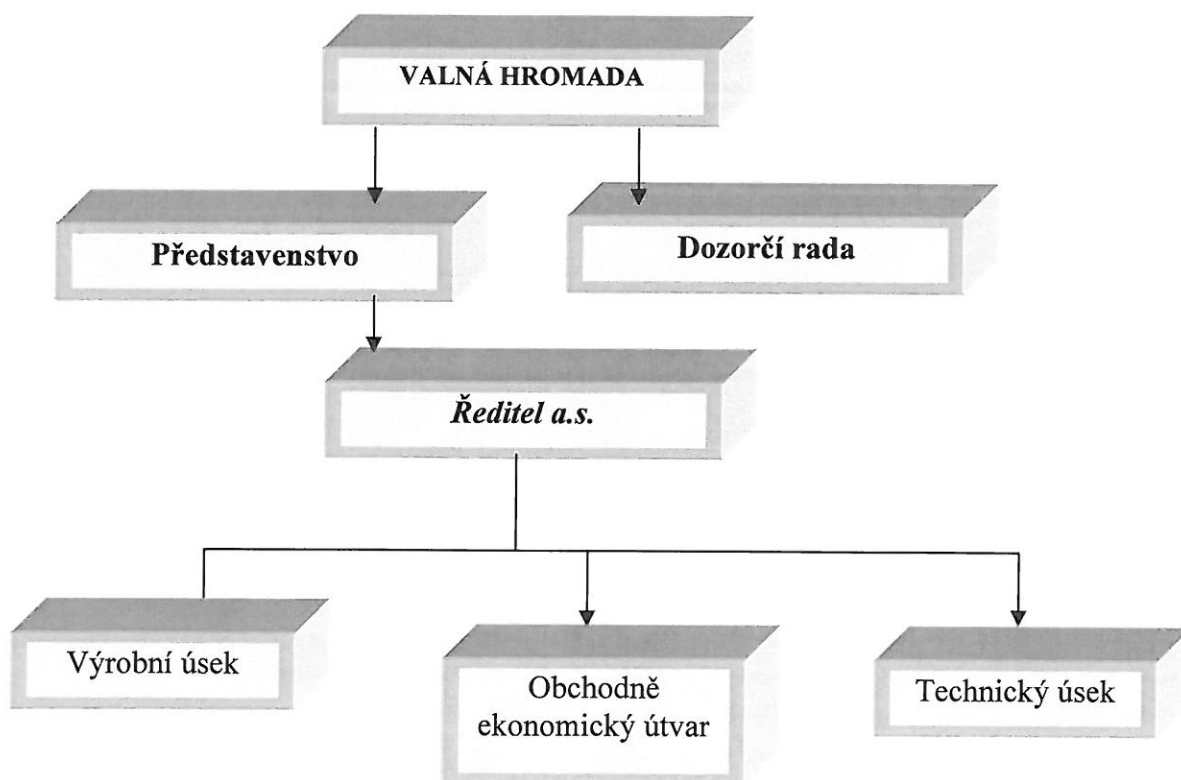 VALNÁ HROMADA
Představenstvo
Dozorčí rada
Ředitel a.s.
Výrobní úsek
Obchodně
ekonomický útvar
Technický úsek